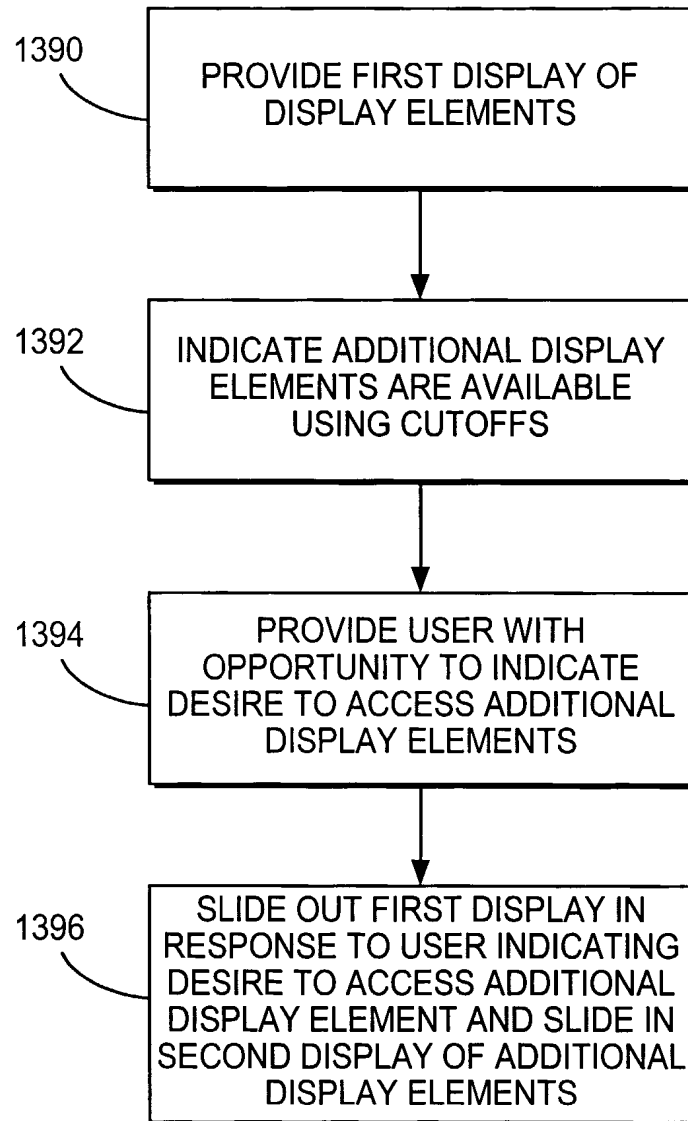 1390
PROVIDE FIRST DISPLAY OF
DISPLAY ELEMENTS
1392
INDICATE ADDITIONAL DISPLAY
ELEMENTS ARE AVAILABLE
USING CUTOFFS
1394
PROVIDE USER WITH
OPPORTUNITY TO INDICATE
DESIRE TO ACCESS ADDITIONAL
DISPLAY ELEMENTS
1396
SLIDE OUT FIRST DISPLAY IN
RESPONSE TO USER INDICATING
DESIRE TO ACCESS ADDITIONAL
DISPLAY ELEMENT AND SLIDE IN
SECOND DISPLAY OF ADDITIONAL
DISPLAY ELEMENTS